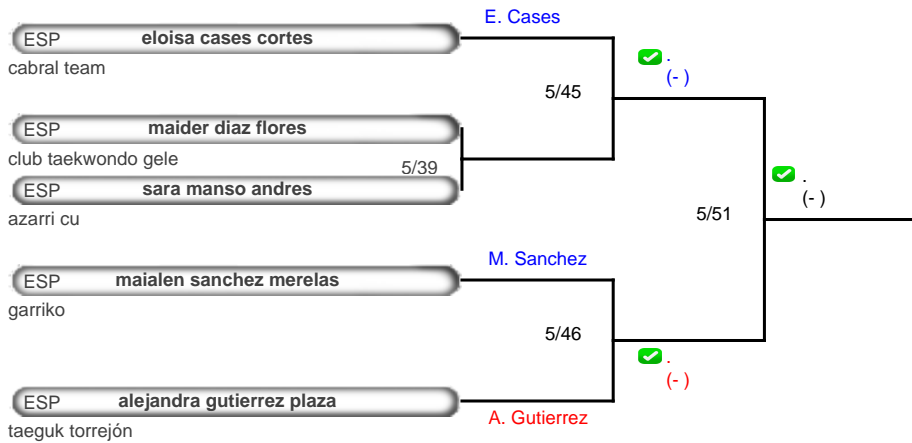 E. Cases
ESP eloisa cases cortes
cabral team
.
(- )
5/45
ESP maider diaz flores
club taekwondo gele
5/39
ESP sara manso andres
azarri cu
.
(- )
5/51
M. Sanchez
ESP maialen sanchez merelas
garriko
5/46
.
(- )
ESP alejandra gutierrez plaza
A. Gutierrez
taeguk torrejón